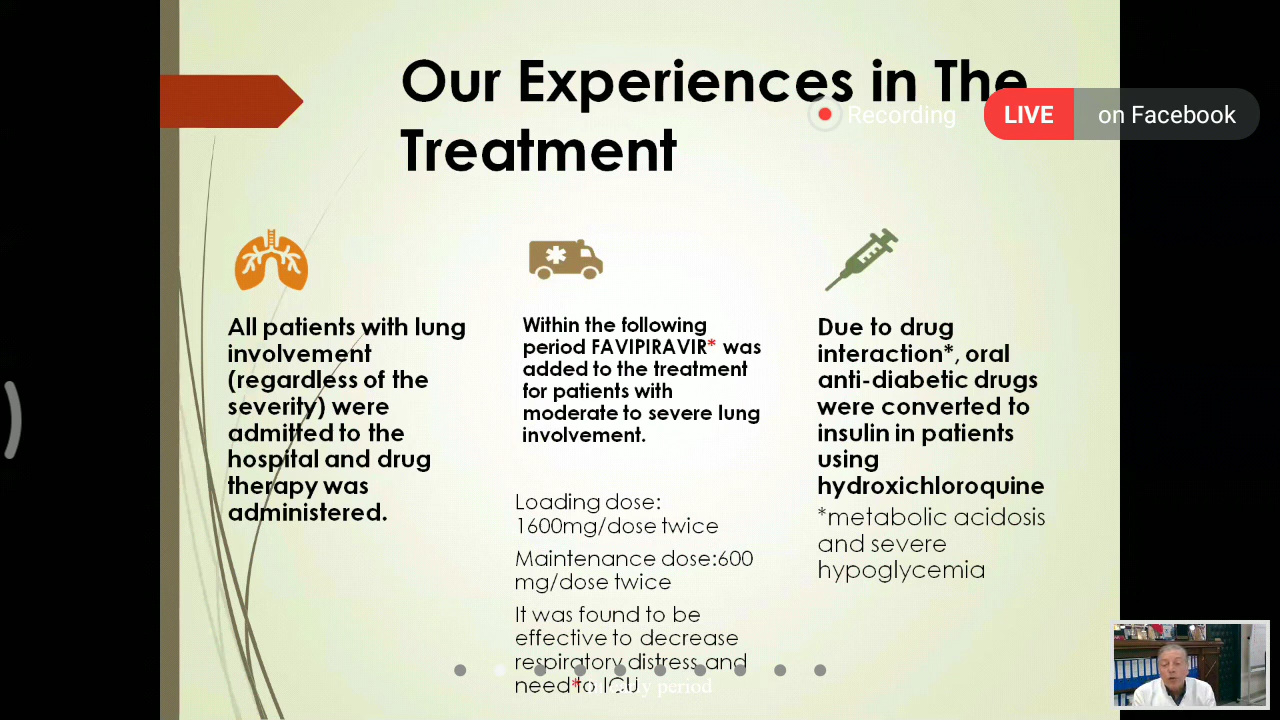 Our Experiences in The
Treatment
Recording
LIVE on Facebook
All patients with lung
involvement
(regardless of the
severity) were
admitted to the
hospital and drug
therapy was
administered.
Within the following
period FAVIPIRAVIR* was
added to the treatment
for patients with
moderate to severe lung
involvement.
Loading dose:
1600mg/dose twice
Maintenance dose:600
mg/dose twice
It was found to be
effective to decrease
respiratory distress and
need to ICU
* period
Due to drug
interaction*, oral
anti-diabetic drugs
were converted to
insulin in patients
using
hydroxichloroquine
*metabolic acidosis
and severe
hypoglycemia